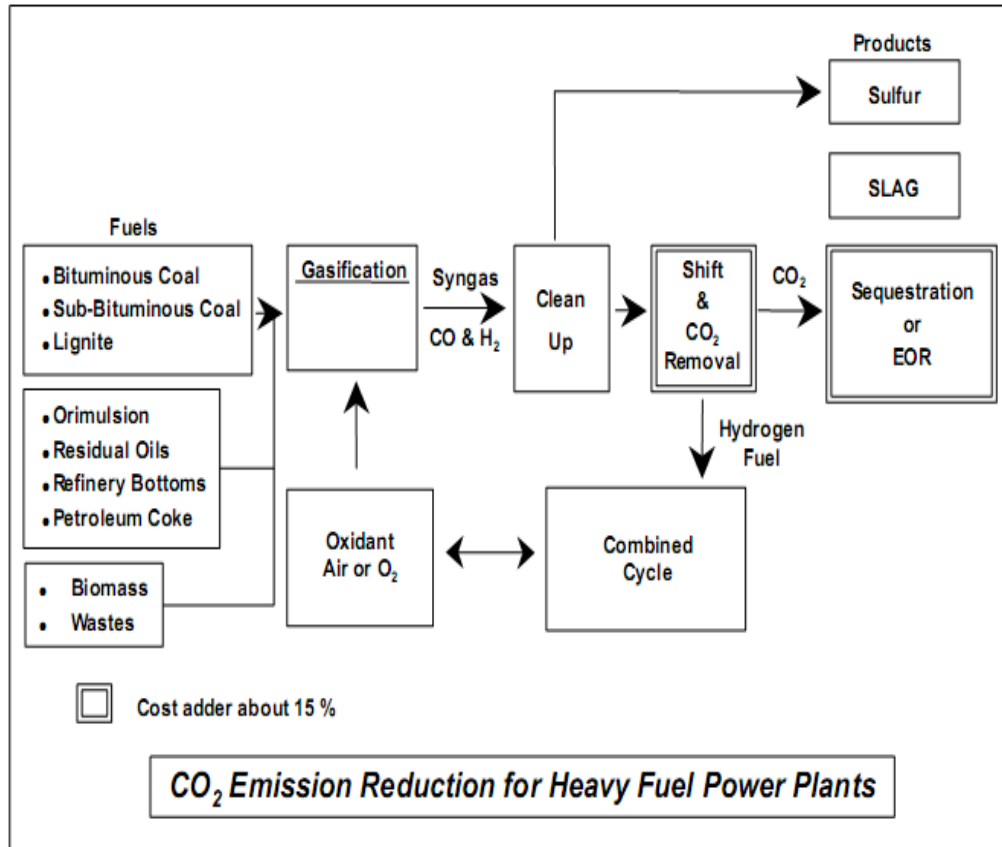 Products
Sulfur
SLAG
Fuels
• Bituminous Coal
• Sub-Bituminous Coal
• Lignite
Gasification
Syngas
CO & H₂
Clean
Up
Shift
&
CO₂
Removal
CO₂
Sequestration
or
EOR
• Orimulsion
• Residual Oils
• Refinery Bottoms
• Petroleum Coke
Hydrogen
Fuel
Oxidant
Air or O₂
Combined
Cycle
• Biomass
• Wastes
Cost adder about 15 %
CO₂ Emission Reduction for Heavy Fuel Power Plants